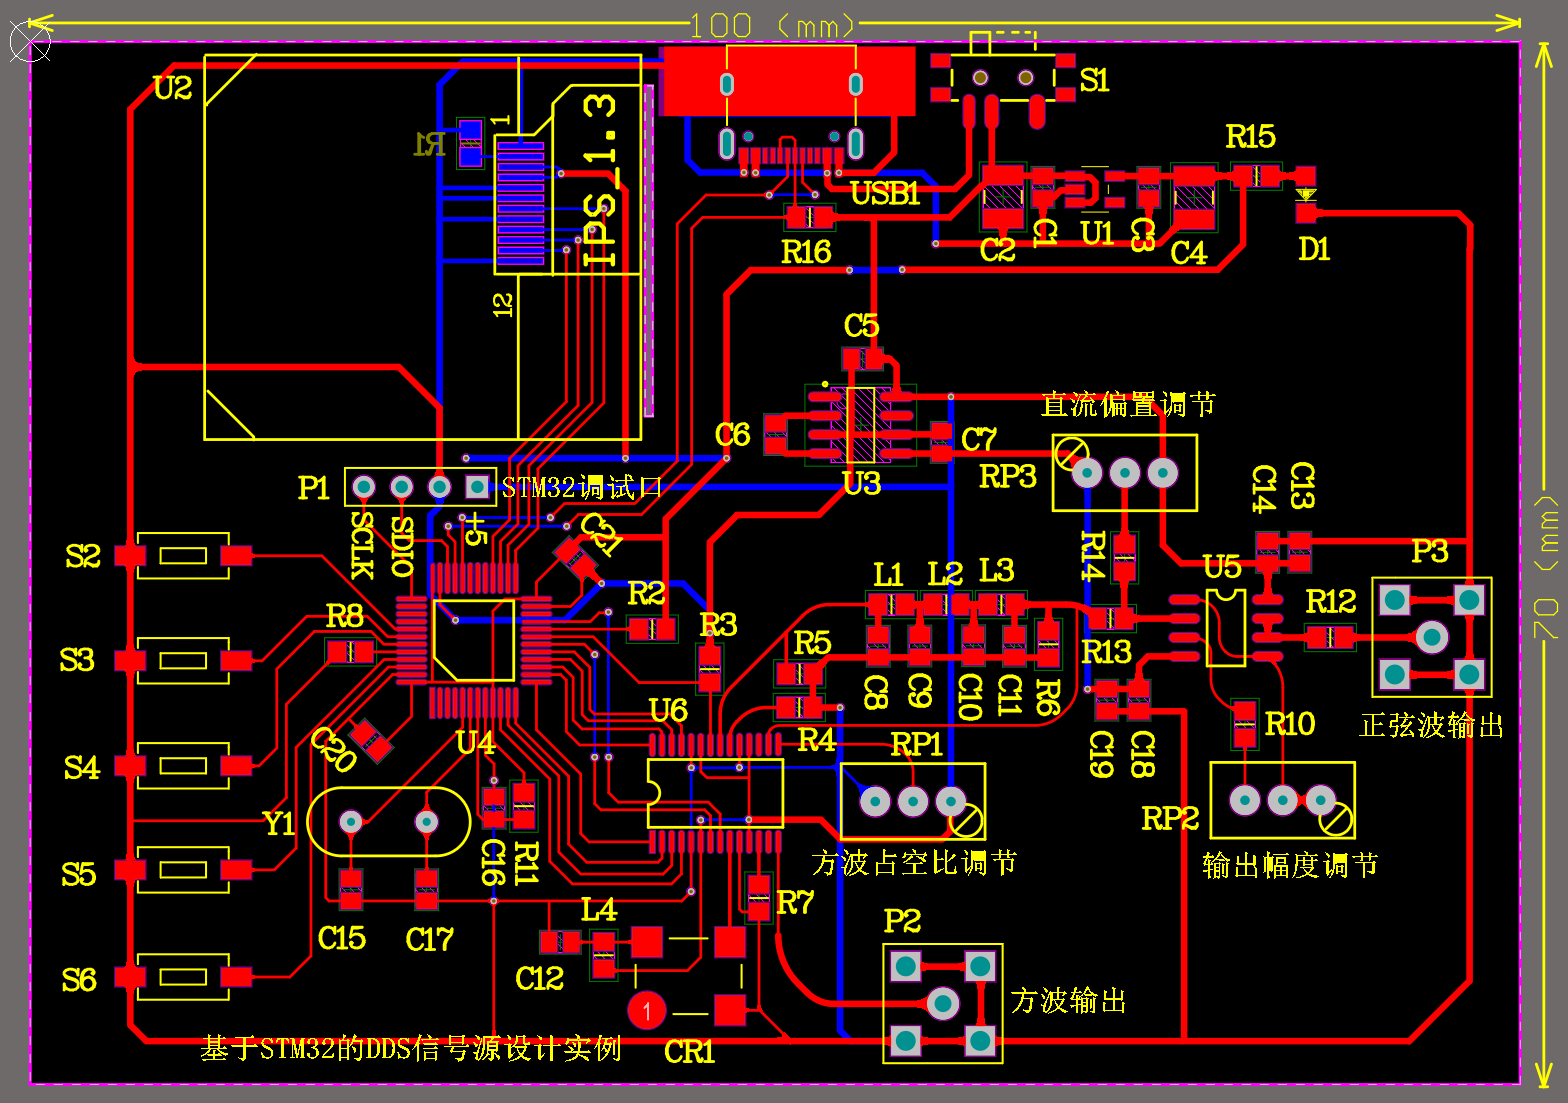 100 (mm)
U2
S1
R1
1
IPS_1.3
R15
USB1
C2
C1
U1
C3
C4
R16
D1
12
C5
直流偏置调节
C6
C7
RP3
U3
P1
STM32调试口
C14
C13
SCLK
SDIO
+5
C21
S2
R14
P3
U5
L1
L2
L3
R2
R12
70 (mm)
R8
R3
R5
R13
S3
C8
C9
C10
C11
R6
U6
正弦波输出
C20
U4
R4
RP1
R10
S4
C19
C18
Y1
RP2
C16
R11
方波占空比调节
输出幅度调节
S5
R7
L4
P2
C15
C17
C12
S6
1
方波输出
基于STM32的DDS信号源设计实例
CR1